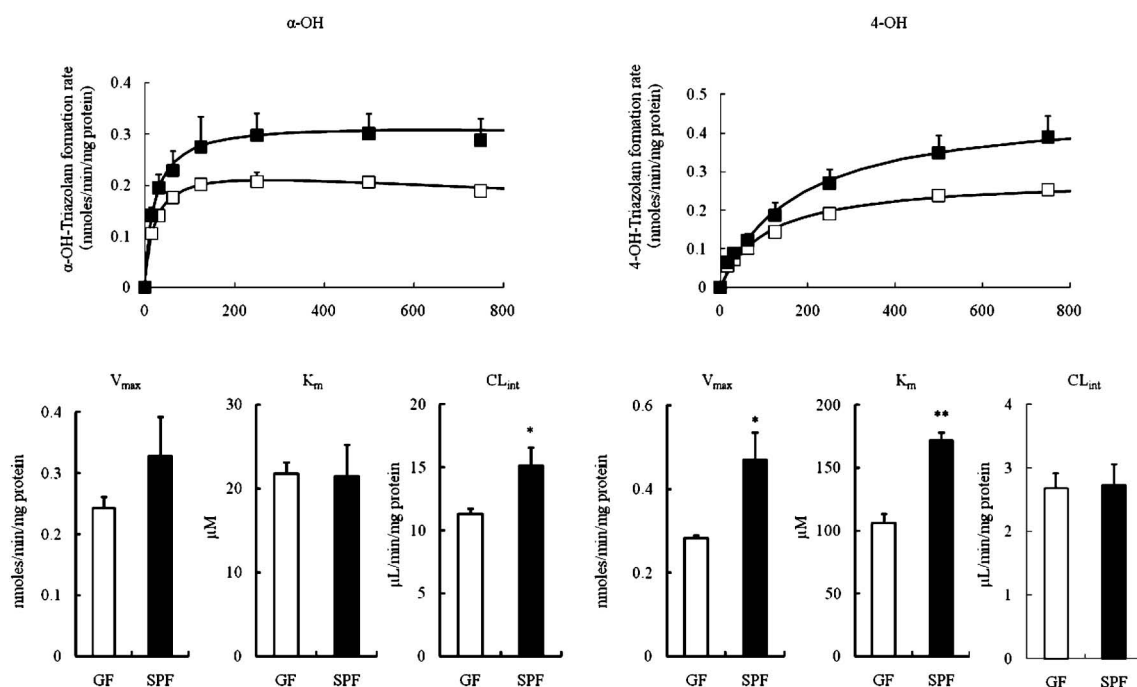 α-OH
α-OH-Triazolam formation rate
(nmoles/min/mg protein)
0.4
0.3
0.2
0.1
0
0
200
400
600
800
4-OH
4-OH-Triazolam formation rate
(nmoles/min/mg protein)
0.5
0.4
0.3
0.2
0.1
0
0
200
400
600
800
Vmax
nmoles/min/mg protein
0.4
0.3
0.2
0.1
0
GF SPF
Km
μM
30
20
10
0
GF SPF
CLint
μL/min/mg protein
20
15
10
5
0
*
GF SPF
Vmax
nmoles/min/mg protein
0.6
0.4
0.2
0
*
GF SPF
Km
μM
200
150
100
50
0
**
GF SPF
CLint
μL/min/mg protein
4
3
2
1
0
GF SPF